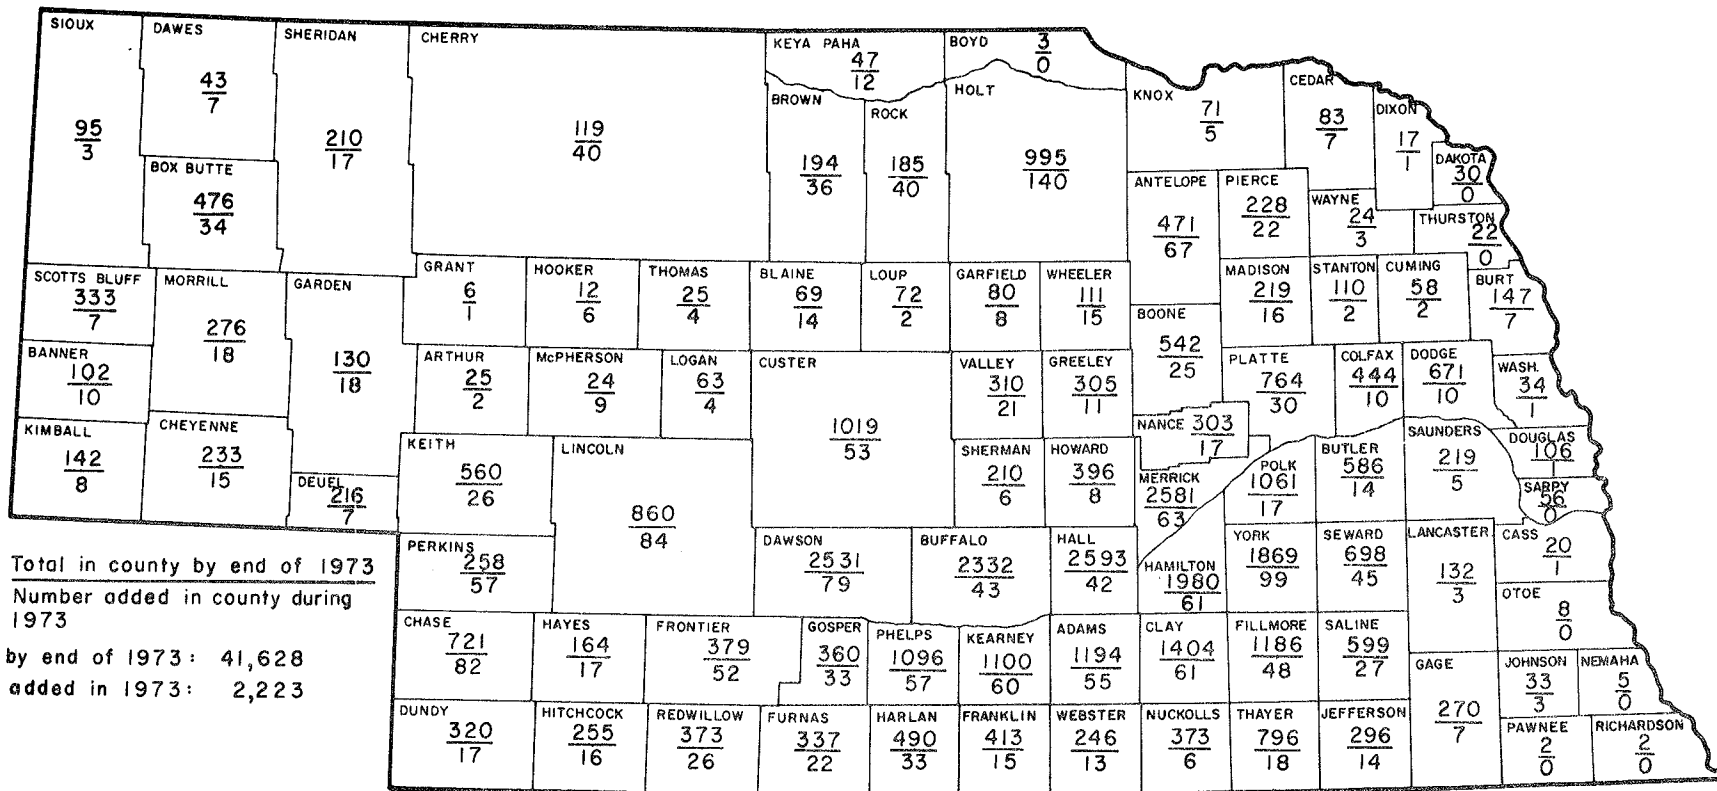 SIOUX
95
3
DAWES
43
7
SHERIDAN
210
17
CHERRY
119
40
KEYA PAHA
47
12
BOYD
3
0
BROWN
194
36
ROCK
185
40
HOLT
995
140
KNOX
71
5
CEDAR
83
7
DIXON
17
1
DAKOTA
30
0
BOX BUTTE
476
34
ANTELOPE
471
67
PIERCE
228
22
WAYNE
24
3
THURSTON
22
0
SCOTTS BLUFF
333
7
MORRILL
276
18
GARDEN
130
18
GRANT
6
1
HOOKER
12
6
THOMAS
25
4
BLAINE
69
14
LOUP
72
2
GARFIELD
80
8
WHEELER
111
15
BOONE
542
25
MADISON
219
16
STANTON
110
2
CUMING
58
2
BURT
147
7
BANNER
102
10
ARTHUR
25
2
McPHERSON
24
9
LOGAN
63
4
CUSTER
1019
53
VALLEY
310
21
GREELEY
305
11
PLATTE
764
30
COLFAX
444
10
DODGE
671
10
WASH.
34
1
KIMBALL
142
8
CHEYENNE
233
15
DEUEL
216
7
KEITH
560
26
LINCOLN
860
84
SHERMAN
210
6
HOWARD
396
8
NANCE 303
17
MERRICK
2581
63
POLK
1061
17
BUTLER
586
14
SAUNDERS
219
5
DOUGLAS
106
1
SARPY
56
0
PERKINS
258
57
DAWSON
2531
79
BUFFALO
2332
43
HALL
2593
42
HAMILTON
1980
61
YORK
1869
99
SEWARD
698
45
LANCASTER
132
3
CASS
20
1
OTOE
8
0
CHASE
721
82
HAYES
164
17
FRONTIER
379
52
GOSPER
360
33
PHELPS
1096
57
KEARNEY
1100
60
ADAMS
1194
55
CLAY
1404
61
FILLMORE
1186
48
SALINE
599
27
GAGE
270
7
JOHNSON
33
3
NEMAHA
5
0
DUNDY
320
17
HITCHCOCK
255
16
REDWILLOW
373
26
FURNAS
337
22
HARLAN
490
33
FRANKLIN
413
15
WEBSTER
246
13
NUCKOLLS
373
6
THAYER
796
18
JEFFERSON
296
14
PAWNEE
2
0
RICHARDSON
2
0
Total in county by end of 1973
Number added in county during
1973
by end of 1973: 41,628
added in 1973: 2,223